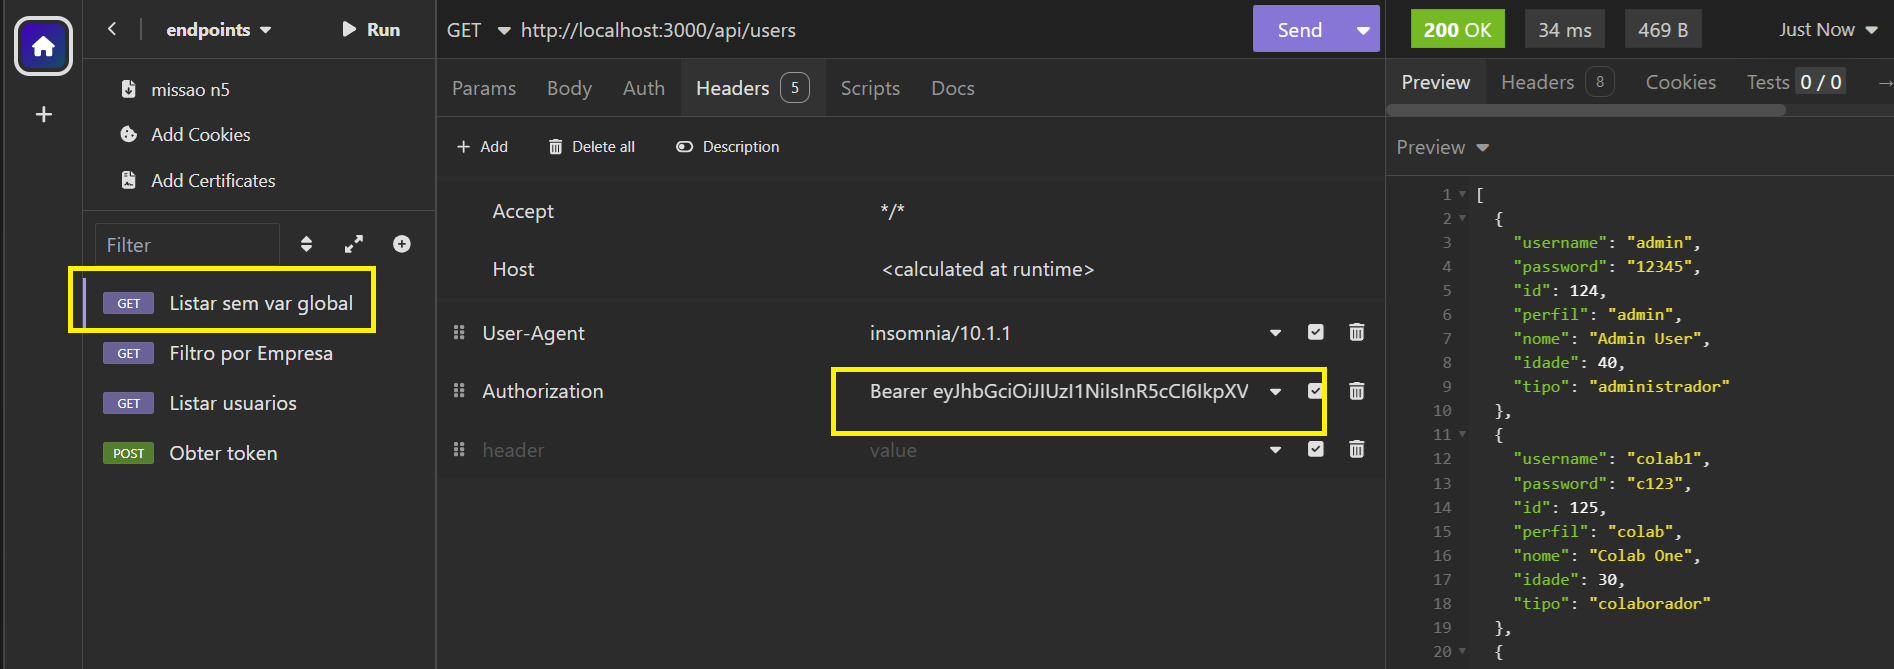 endpoints
Run
missao n5
Add Cookies
Add Certificates
Filter
GET Listar sem var global
GET Filtro por Empresa
GET Listar usuarios
POST Obter token
GET http://localhost:3000/api/users
Send
Params Body Auth Headers 5 Scripts Docs
Add Delete all Description
Accept */*
Host <calculated at runtime>
User-Agent insomnia/10.1.1
Authorization Bearer eyJhbGciOiJIUzI1NiIsInR5cCI6IkpXV
header value
200 OK 34 ms 469 B Just Now
Preview Headers 8 Cookies Tests 0 / 0 →
Preview
1 [
2 {
3 "username": "admin",
4 "password": "12345",
5 "id": 124,
6 "perfil": "admin",
7 "nome": "Admin User",
8 "idade": 40,
9 "tipo": "administrador"
10 },
11 {
12 "username": "colab1",
13 "password": "c123",
14 "id": 125,
15 "perfil": "colab",
16 "nome": "Colab One",
17 "idade": 30,
18 "tipo": "colaborador"
19 },
20 {